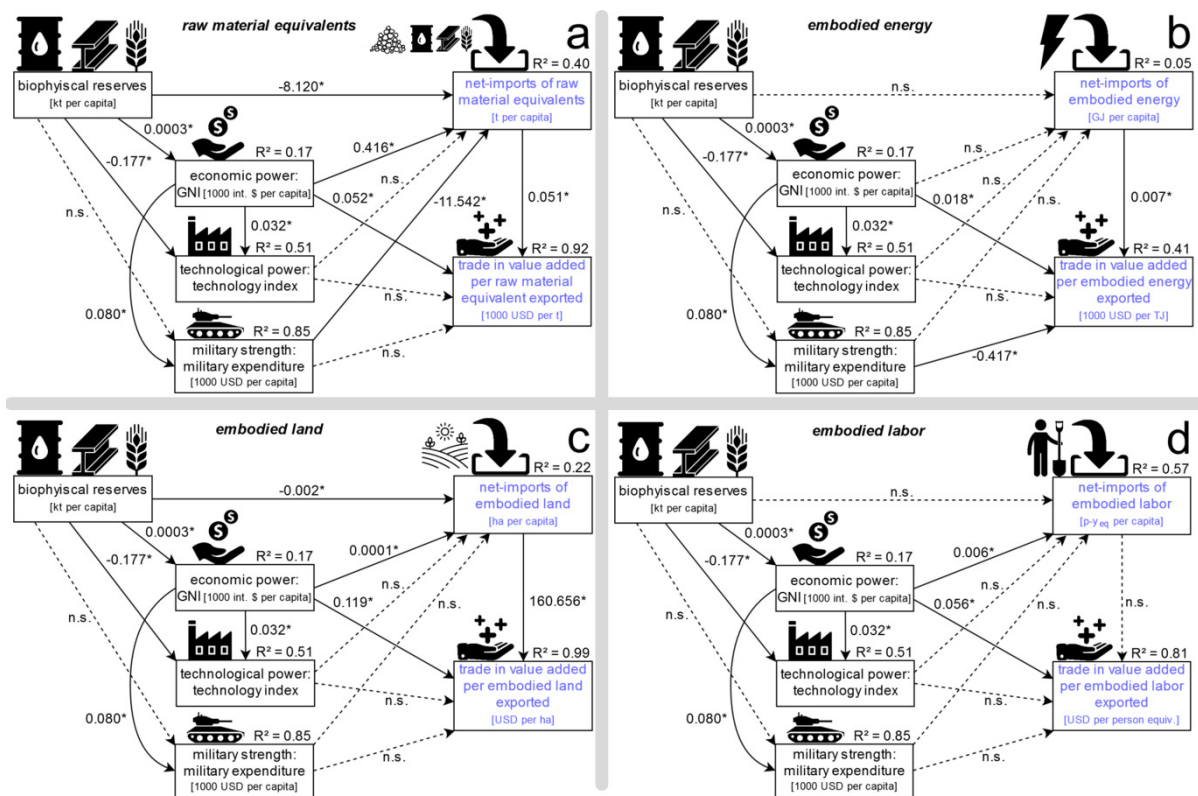 raw material equivalents
a
R² = 0.40
biophyiscal reserves
[kt per capita]
-8.120*
net-imports of raw
material equivalents
[t per capita]
0.0003*
-0.177*
n.s.
R² = 0.17
economic power:
GNI [1000 int. $ per capita]
0.416*
n.s.
0.052*
-11.542*
0.051*
0.032*
R² = 0.51
technological power:
technology index
R² = 0.92
trade in value added
per raw material
equivalent exported
[1000 USD per t]
n.s.
0.080*
R² = 0.85
military strength:
military expenditure
[1000 USD per capita]
n.s.
embodied energy
b
R² = 0.05
biophyiscal reserves
[kt per capita]
n.s.
net-imports of
embodied energy
[GJ per capita]
0.0003*
-0.177*
n.s.
R² = 0.17
economic power:
GNI [1000 int. $ per capita]
n.s.
n.s.
0.018*
n.s.
0.007*
0.032*
R² = 0.51
technological power:
technology index
R² = 0.41
trade in value added
per embodied energy
exported
[1000 USD per TJ]
n.s.
0.080*
R² = 0.85
military strength:
military expenditure
[1000 USD per capita]
-0.417*
embodied land
c
R² = 0.22
biophyiscal reserves
[kt per capita]
-0.002*
net-imports of
embodied land
[ha per capita]
0.0003*
-0.177*
n.s.
R² = 0.17
economic power:
GNI [1000 int. $ per capita]
0.0001*
n.s.
0.119*
n.s.
160.656*
0.032*
R² = 0.51
technological power:
technology index
R² = 0.99
trade in value added
per embodied land
exported
[USD per ha]
n.s.
0.080*
R² = 0.85
military strength:
military expenditure
[1000 USD per capita]
n.s.
embodied labor
d
R² = 0.57
biophyiscal reserves
[kt per capita]
n.s.
net-imports of
embodied labor
[p-y eq per capita]
0.0003*
-0.177*
n.s.
R² = 0.17
economic power:
GNI [1000 int. $ per capita]
0.006*
n.s.
0.056*
n.s.
n.s.
0.032*
R² = 0.51
technological power:
technology index
R² = 0.81
trade in value added
per embodied labor
exported
[USD per person equiv.]
n.s.
0.080*
R² = 0.85
military strength:
military expenditure
[1000 USD per capita]
n.s.